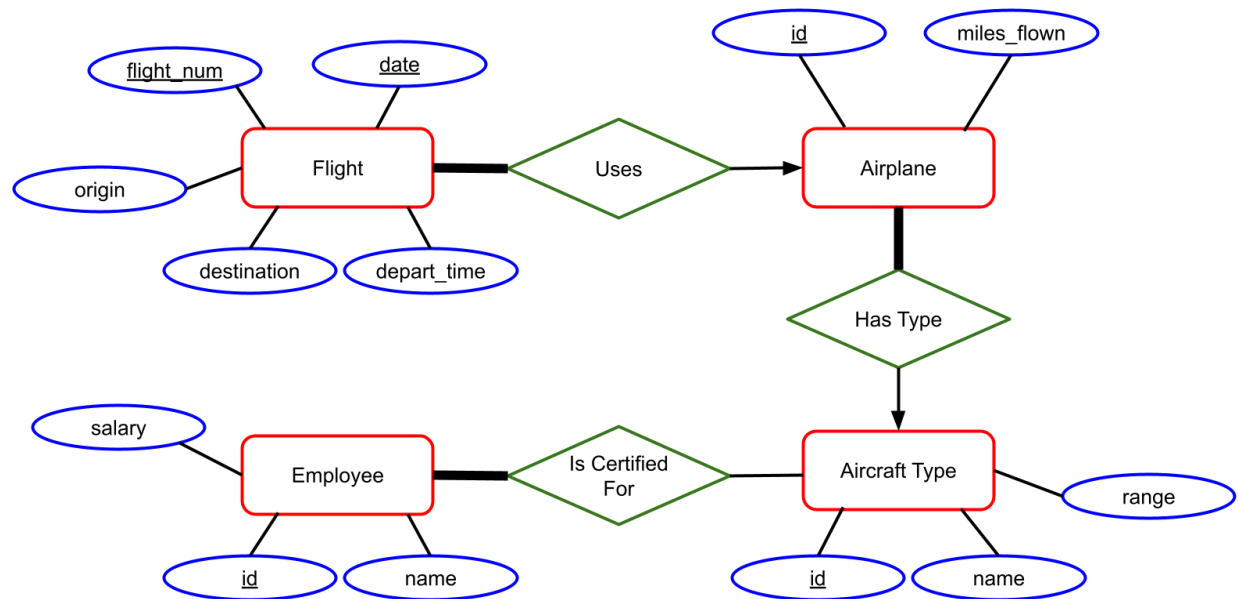 id
miles_flown
flight_num
date
Flight
Uses
Airplane
origin
destination
depart_time
Has Type
salary
Employee
Is Certified
For
Aircraft Type
range
id
name
id
name